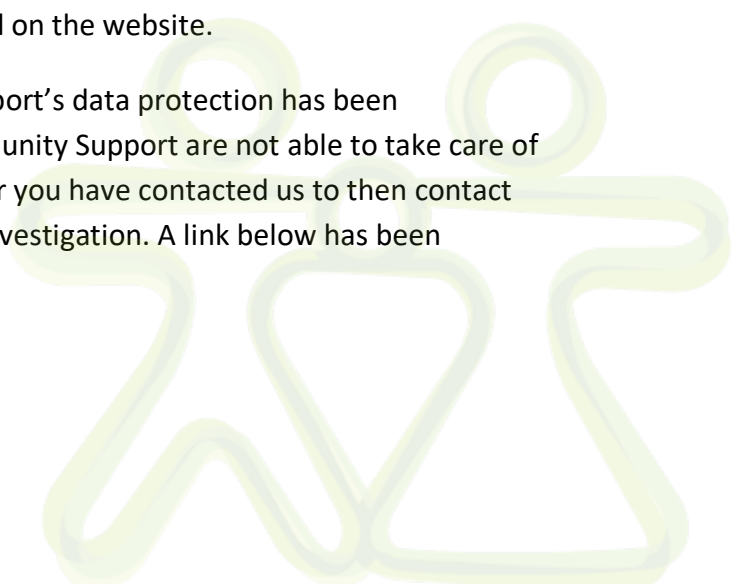 on the website.
port's data protection has been
unity Support are not able to take care of
r you have contacted us to then contact
vestigation. A link below has been